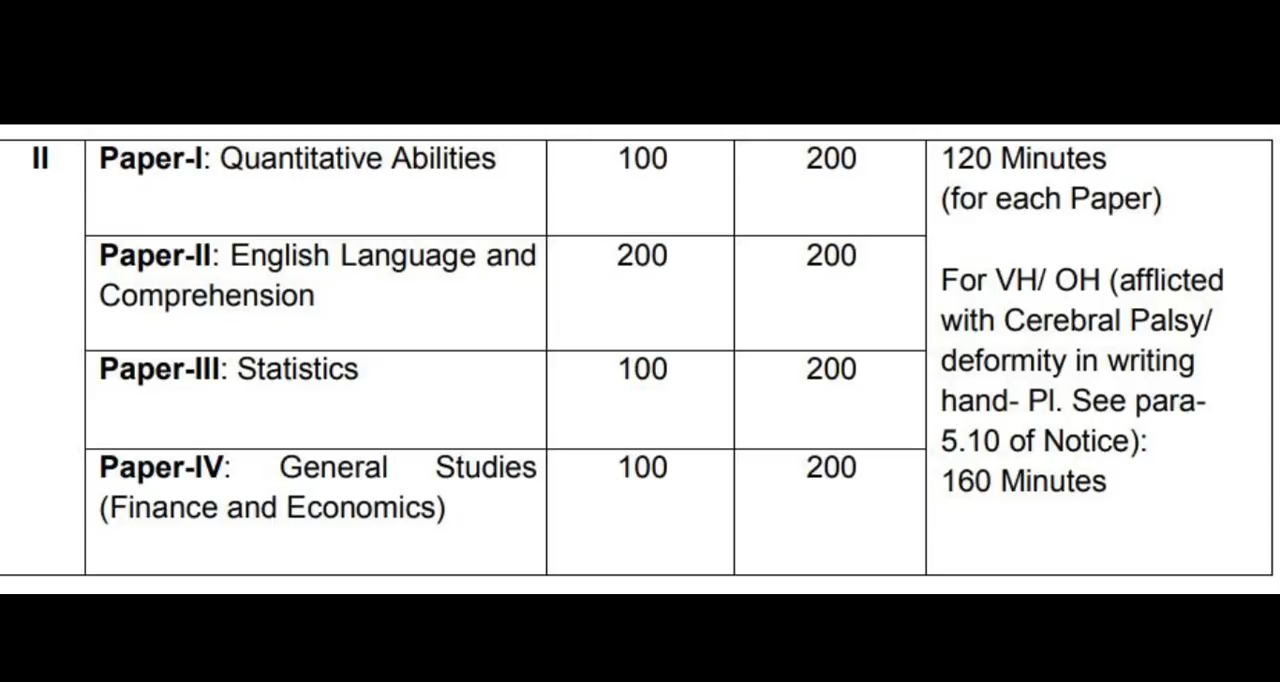 II
Paper-I: Quantitative Abilities
100
200
120 Minutes
(for each Paper)
For VH/ OH (afflicted
with Cerebral Palsy/
deformity in writing
hand- Pl. See para-
5.10 of Notice):
160 Minutes
Paper-II: English Language and
Comprehension
200
200
Paper-III: Statistics
100
200
Paper-IV: General Studies
(Finance and Economics)
100
200